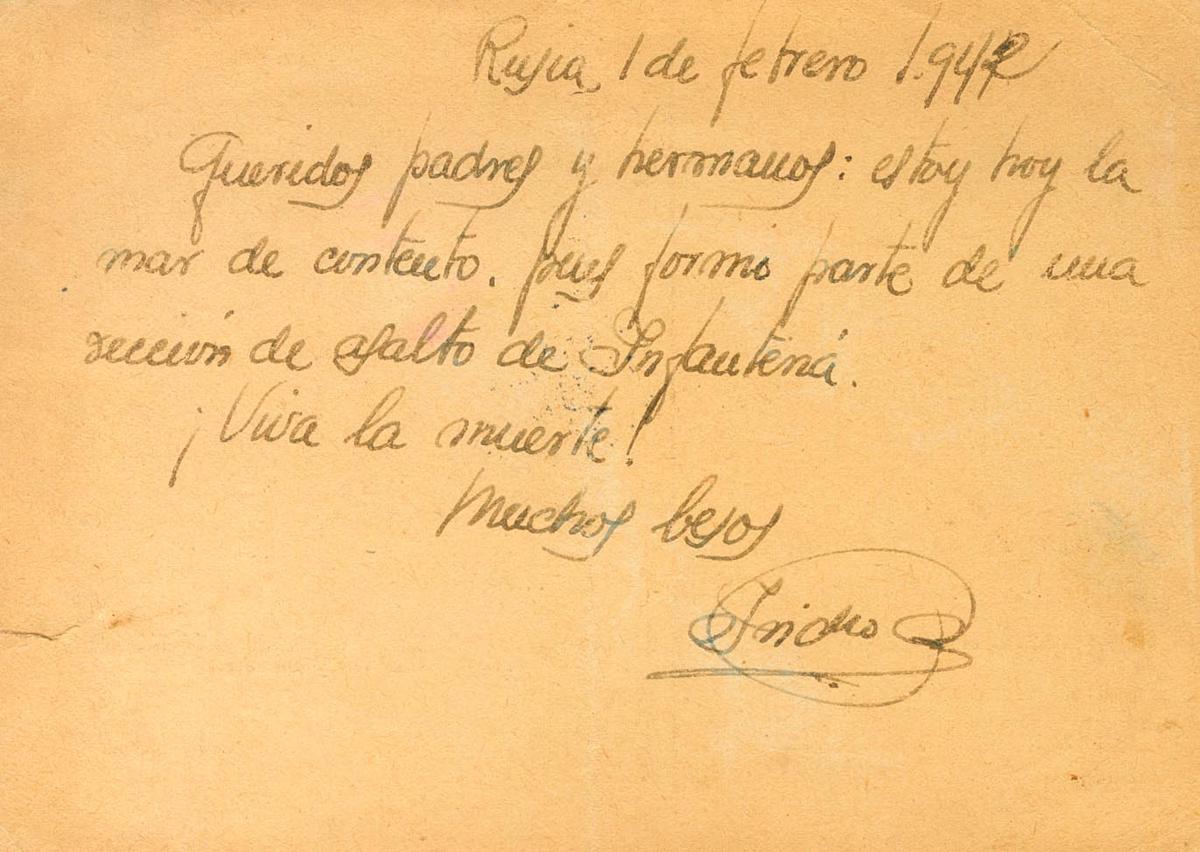 Rusia, 1 de febrero 1.942
Queridos padres y hermanos: estoy hoy la
mar de contento. pues formo parte de una
sección de asalto de Infantería.
¡Viva la muerte!
Muchos besos
Isidro